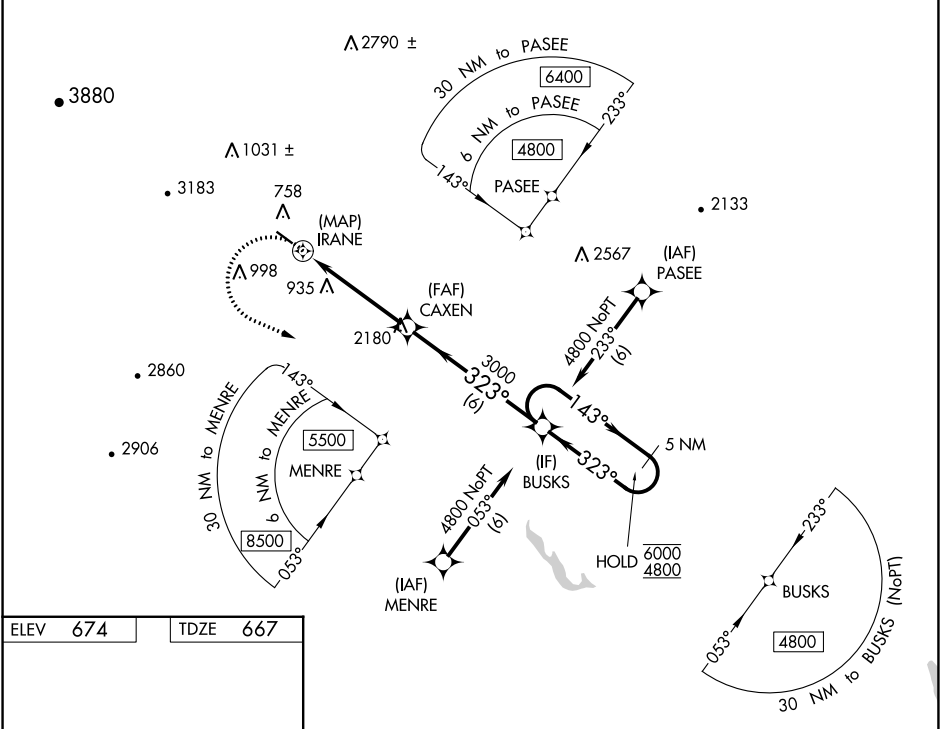 2790 ±
3880
30 NM to PASEE
6400
6 NM to PASEE
4800
233°
143°
PASEE
1031 ±
3183
758
(MAP)
IRANE
998
935
2133
2567
(IAF)
PASEE
4800 NoPT
233°
(6)
(FAF)
CAXEN
2180
3000
323°
(6)
143°
323°
5 NM
(IF)
BUSKS
HOLD
6000
4800
2860
2906
30 NM to MENRE
143°
6 NM to MENRE
5500
MENRE
8500
053°
4800 NoPT
053°
(6)
(IAF)
MENRE
233°
BUSKS
4800
053°
30 NM to BUSKS (NoPT)
ELEV 674
TDZE 667